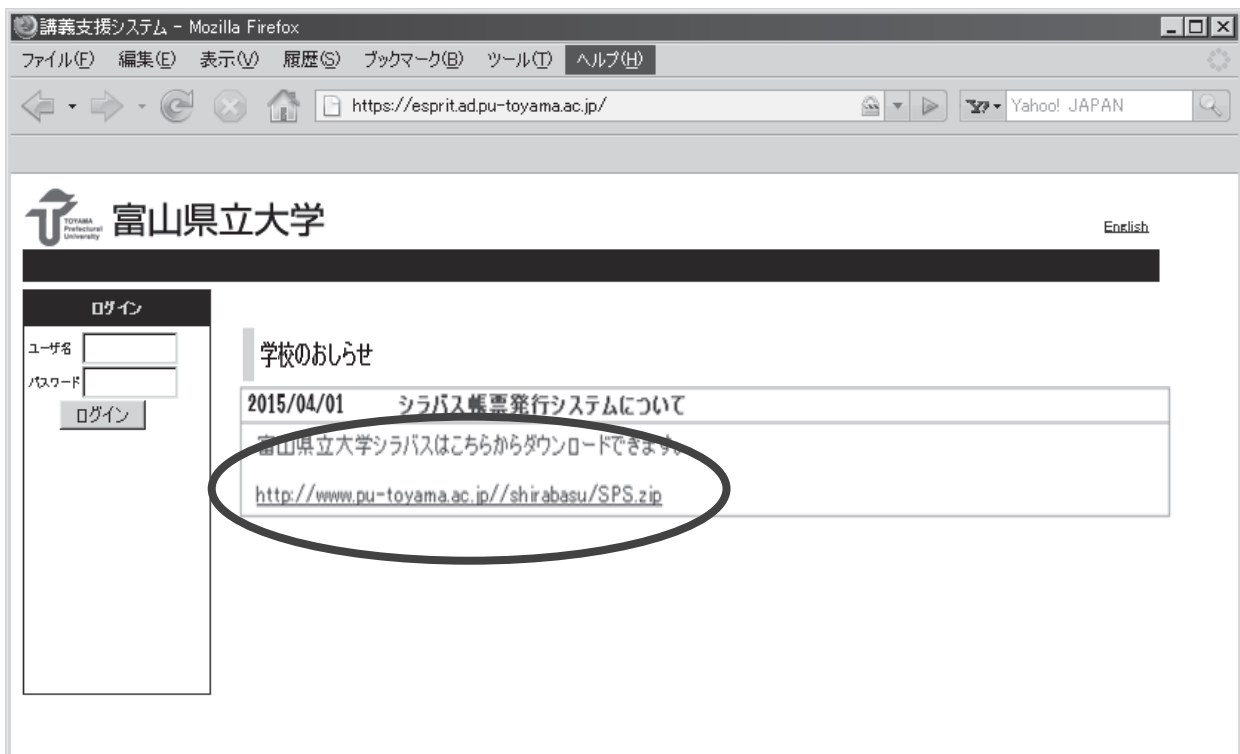 講義支援システム - Mozilla Firefox
ファイル(F) 編集(E) 表示(V) 履歴(S) ブックマーク(B) ツール(T) ヘルプ(H)
https://esprit.ad.pu-toyama.ac.jp/ Yahoo! JAPAN
TOYAMA
Prefectural
University
富山県立大学
English
ログイン
ユーザ名
パスワード
ログイン
学校のおしらせ
2015/04/01 シラバス帳票発行システムについて
富山県立大学シラバスはこちらからダウンロードできます。
http://www.pu-toyama.ac.jp//shirabasu/SPS.zip